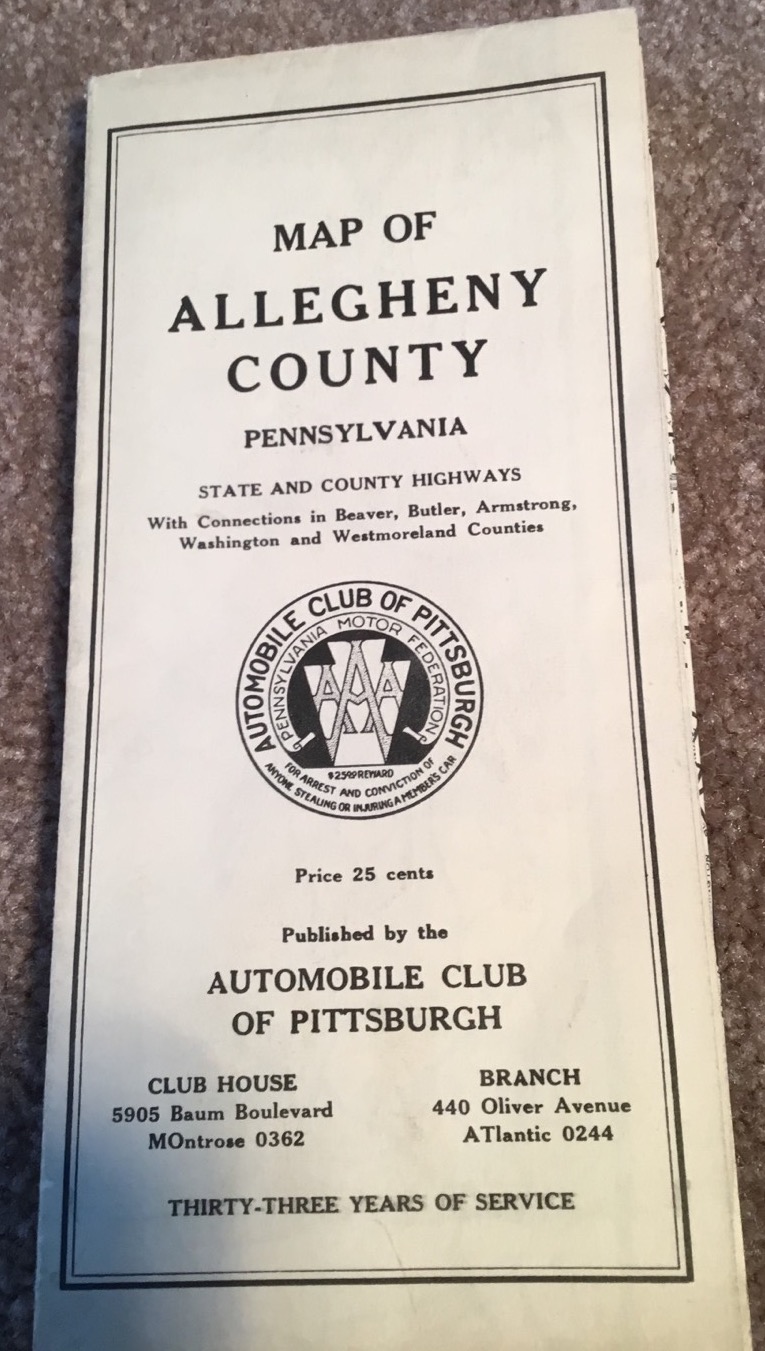 MAP OF
ALLEGHENY
COUNTY
PENNSYLVANIA
STATE AND COUNTY HIGHWAYS
With Connections in Beaver, Butler, Armstrong,
Washington and Westmoreland Counties
AUTOMOBILE CLUB OF PITTSBURGH
PENNSYLVANIA MOTOR FEDERATION
AAA
REWARD
FOR ARREST AND CONVICTION OF
ANYONE STEALING OR INJURING A MEMBER'S CAR
Price 25 cents
Published by the
AUTOMOBILE CLUB
OF PITTSBURGH
CLUB HOUSE
5905 Baum Boulevard
MOntrose 0362
BRANCH
440 Oliver Avenue
ATlantic 0244
THIRTY-THREE YEARS OF SERVICE